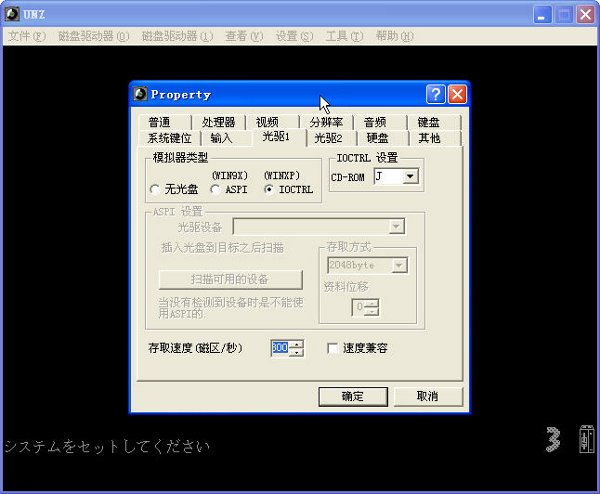 UNZ
文件(F) 磁盘驱动器(0) 磁盘驱动器(1) 查看(V) 设置(S) 工具(T) 帮助(H)
Property
普通 处理器 视频 分辨率 音频 键盘
系统键位 输入 光驱1 光驱2 硬盘 其他
模拟器类型
(WIN9X) (WINXP)
无光盘 ASPI IOCTRL
IOCTRL 设置
CD-ROM J
ASPI 设置
光驱设备
插入光盘到目标之后扫描
扫描可用的设备
当没有检测到设备时是不能使
用ASPI的.
存取方式
2048byte
资料位移
0
存取速度(磁区/秒) 300 速度兼容
确定 取消
システムをセットしてください
3